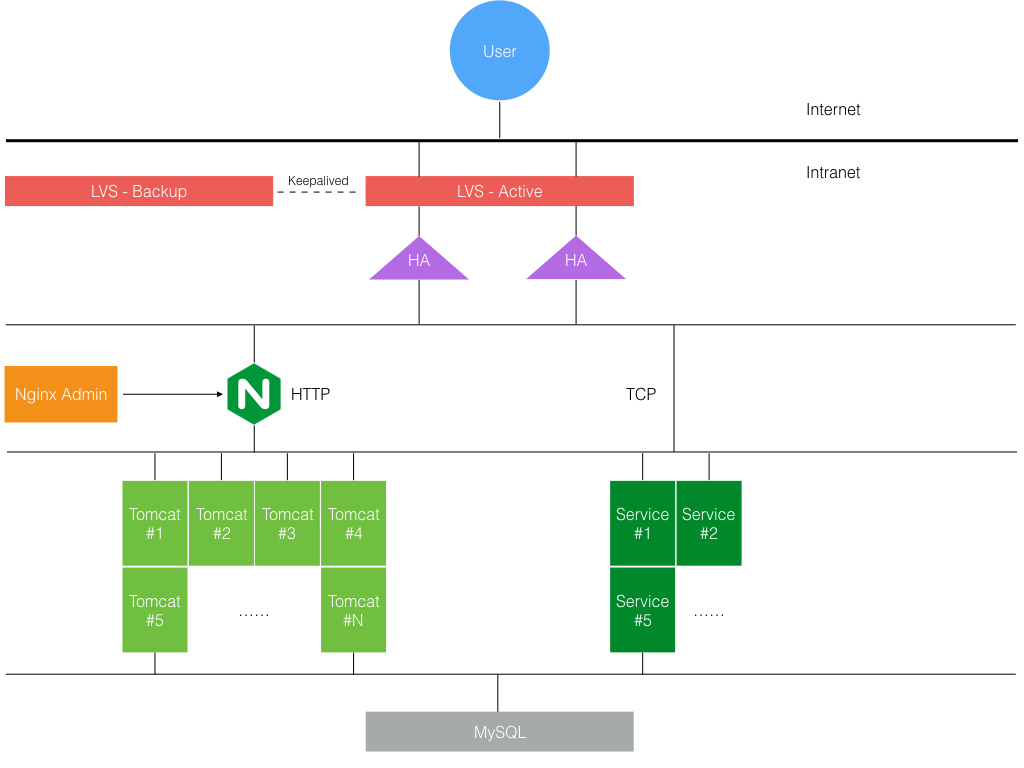 User
Internet
Intranet
LVS - Backup
Keepalived
LVS - Active
HA
HA
Nginx Admin
N
HTTP
TCP
Tomcat
#1
Tomcat
#2
Tomcat
#3
Tomcat
#4
Service
#1
Service
#2
Tomcat
#5
......
Tomcat
#N
Service
#5
......
MySQL